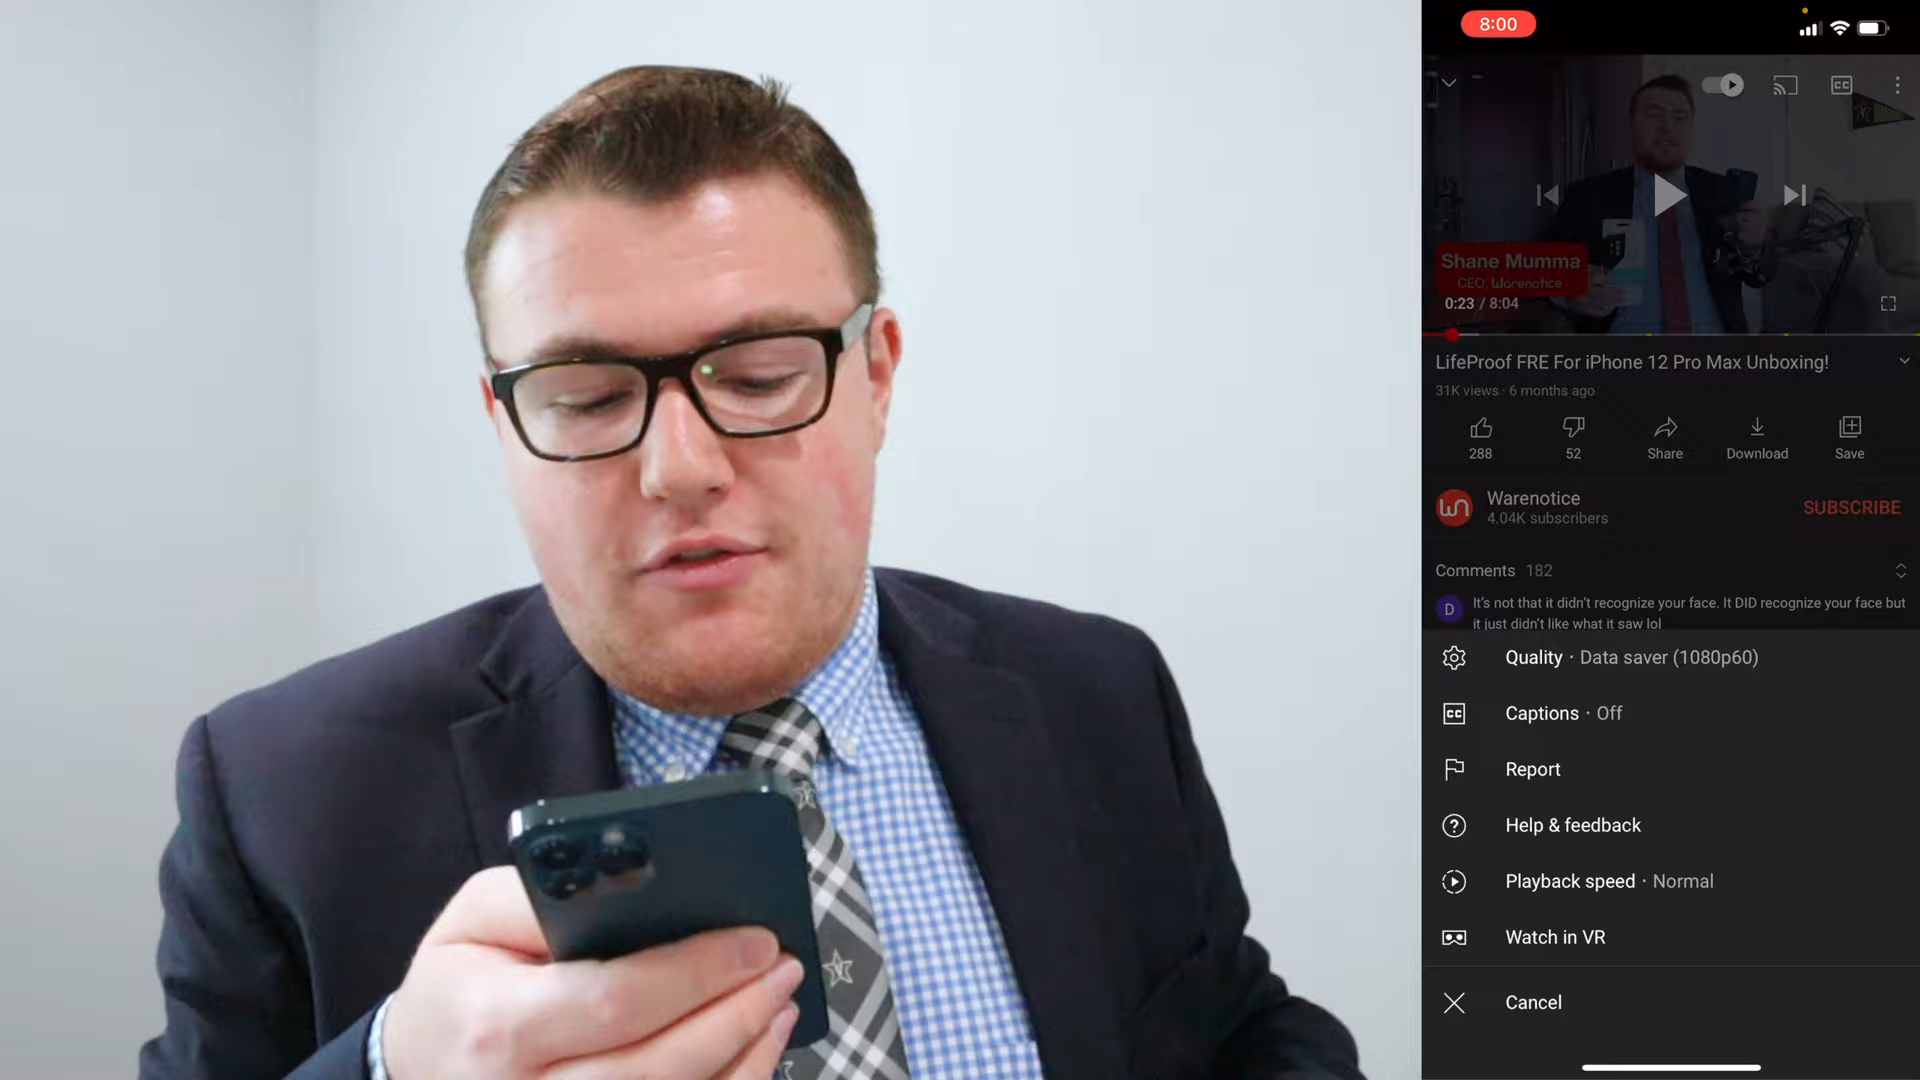 8:00
CC
Shane Mumma
CEO, Warenotice
0:23 / 8:04
LifeProof FRE For iPhone 12 Pro Max Unboxing!
31K views · 6 months ago
288
52
Share
Download
Save
wn
Warenotice
4.04K subscribers
SUBSCRIBE
Comments 182
D
It's not that it didn't recognize your face. It DID recognize your face but
it just didn't like what it saw lol
Quality · Data saver (1080p60)
CC
Captions · Off
Report
?
Help & feedback
Playback speed · Normal
Watch in VR
Cancel